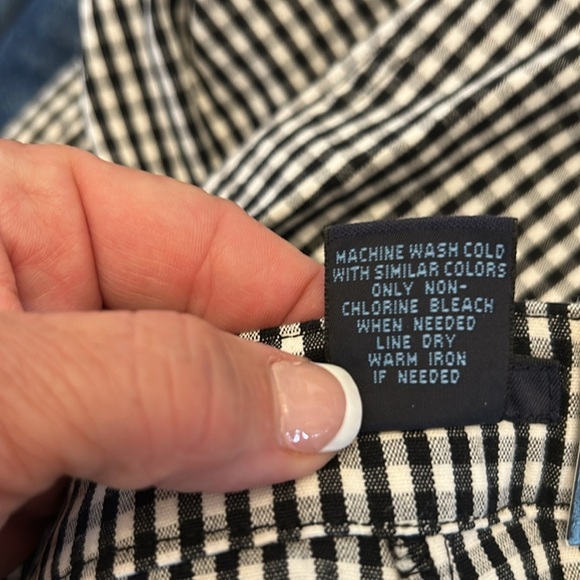 MACHINE WASH COLD
WITH SIMILAR COLORS
ONLY NON-
CHLORINE BLEACH
WHEN NEEDED
LINE DRY
WARM IRON
IF NEEDED